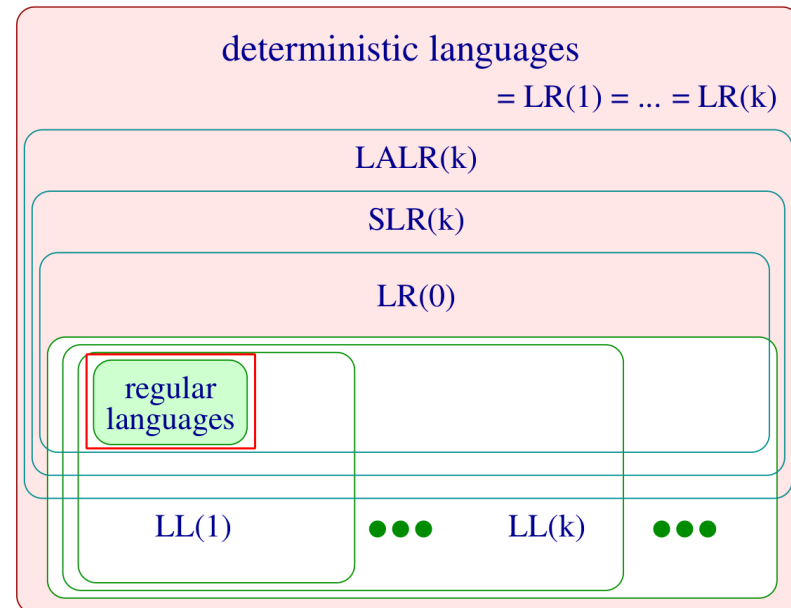 deterministic languages
= LR(1) = ... = LR(k)
LALR(k)
SLR(k)
LR(0)
regular
languages
LL(1)
LL(k)